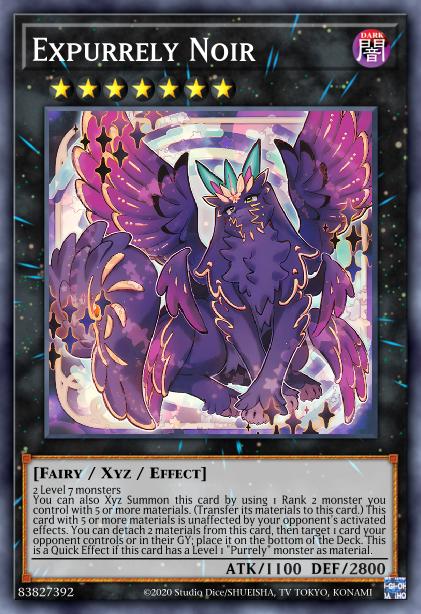 EXPURRELY NOIR
DARK
闇
[FAIRY / XYZ / EFFECT]
2 Level 7 monsters
You can also Xyz Summon this card by using 1 Rank 2 monster you
control with 5 or more materials. (Transfer its materials to this card.) This
card with 5 or more materials is unaffected by your opponent's activated
effects. You can detach 2 materials from this card, then target 1 card your
opponent controls or in their GY; place it on the bottom of the Deck. This
is a Quick Effect if this card has a Level 1 "Purrely" monster as material.
ATK/1100 DEF/2800
83827392
©2020 Studio Dice/SHUEISHA, TV TOKYO, KONAMI